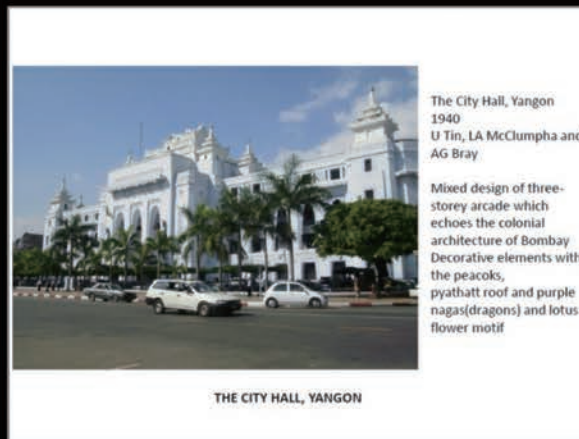 The City Hall, Yangon
1940
U Tin, LA McClumpha and
AG Bray
Mixed design of three-
storey arcade which
echoes the colonial
architecture of Bombay
Decorative elements with
the peacoks,
pyathatt roof and purple
nagas(dragons) and lotus
flower motif
THE CITY HALL, YANGON